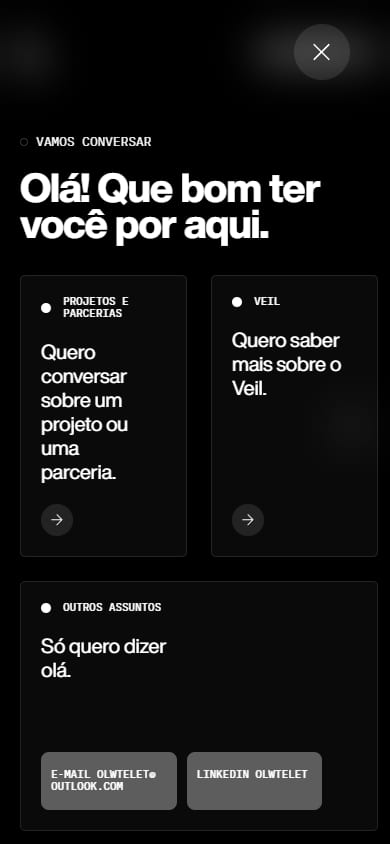 VAMOS CONVERSAR
Olá! Que bom ter
você por aqui.
PROJETOS E
PARCERIAS
Quero
conversar
sobre um
projeto ou
uma
parceria.
VEIL
Quero saber
mais sobre o
Veil.
OUTROS ASSUNTOS
Só quero dizer
olá.
E-MAIL OLWTELET●
OUTLOOK.COM
LINKEDIN OLWTELET